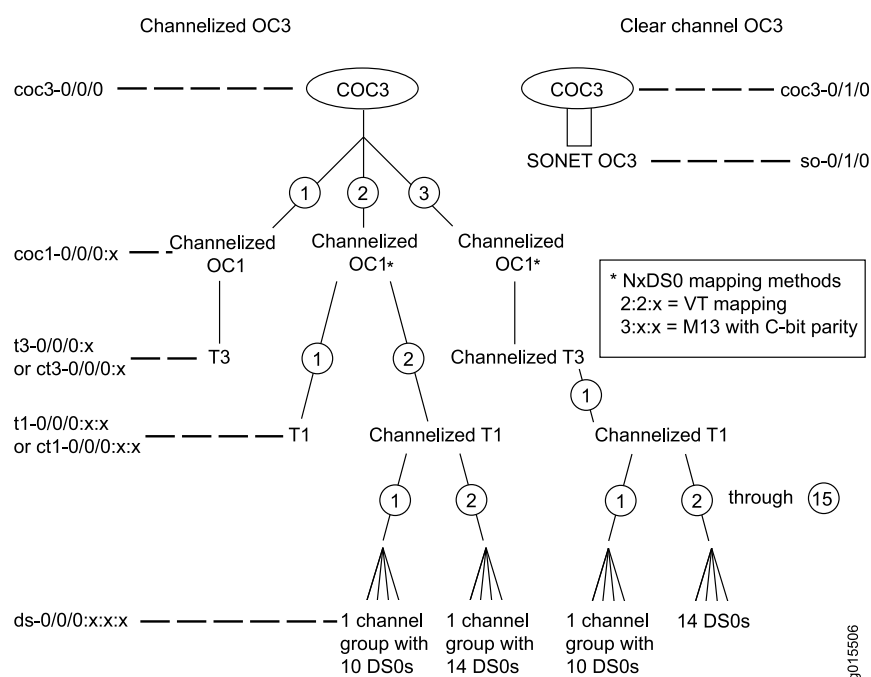 Channelized OC3
Clear channel OC3
coc3-0/0/0
COC3
COC3
coc3-0/1/0
SONET OC3
so-0/1/0
1
2
3
coc1-0/0/0:x
Channelized
OC1
Channelized
OC1*
Channelized
OC1*
* NxDS0 mapping methods
2:2:x = VT mapping
3:x:x = M13 with C-bit parity
t3-0/0/0:x
or ct3-0/0/0:x
T3
1
2
Channelized T3
1
t1-0/0/0:x:x
or ct1-0/0/0:x:x
T1
Channelized T1
Channelized T1
1
2
1
2
through
15
ds-0/0/0:x:x:x
1 channel
group with
10 DS0s
1 channel
group with
14 DS0s
1 channel
group with
10 DS0s
14 DS0s
g015506